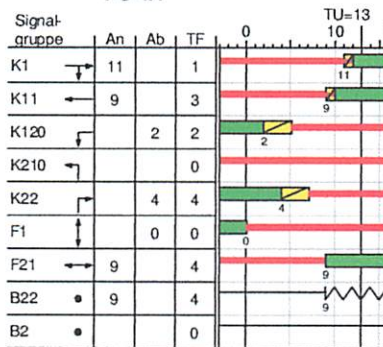 TU=13
Signal-
gruppe An Ab TF 0 10
K1 11 1 11
K11 9 3 9
K120 2 2 2
K210 0
K22 4 4 4
F1 0 0 0
F21 9 4 9
B22 9 4 9
B2 0